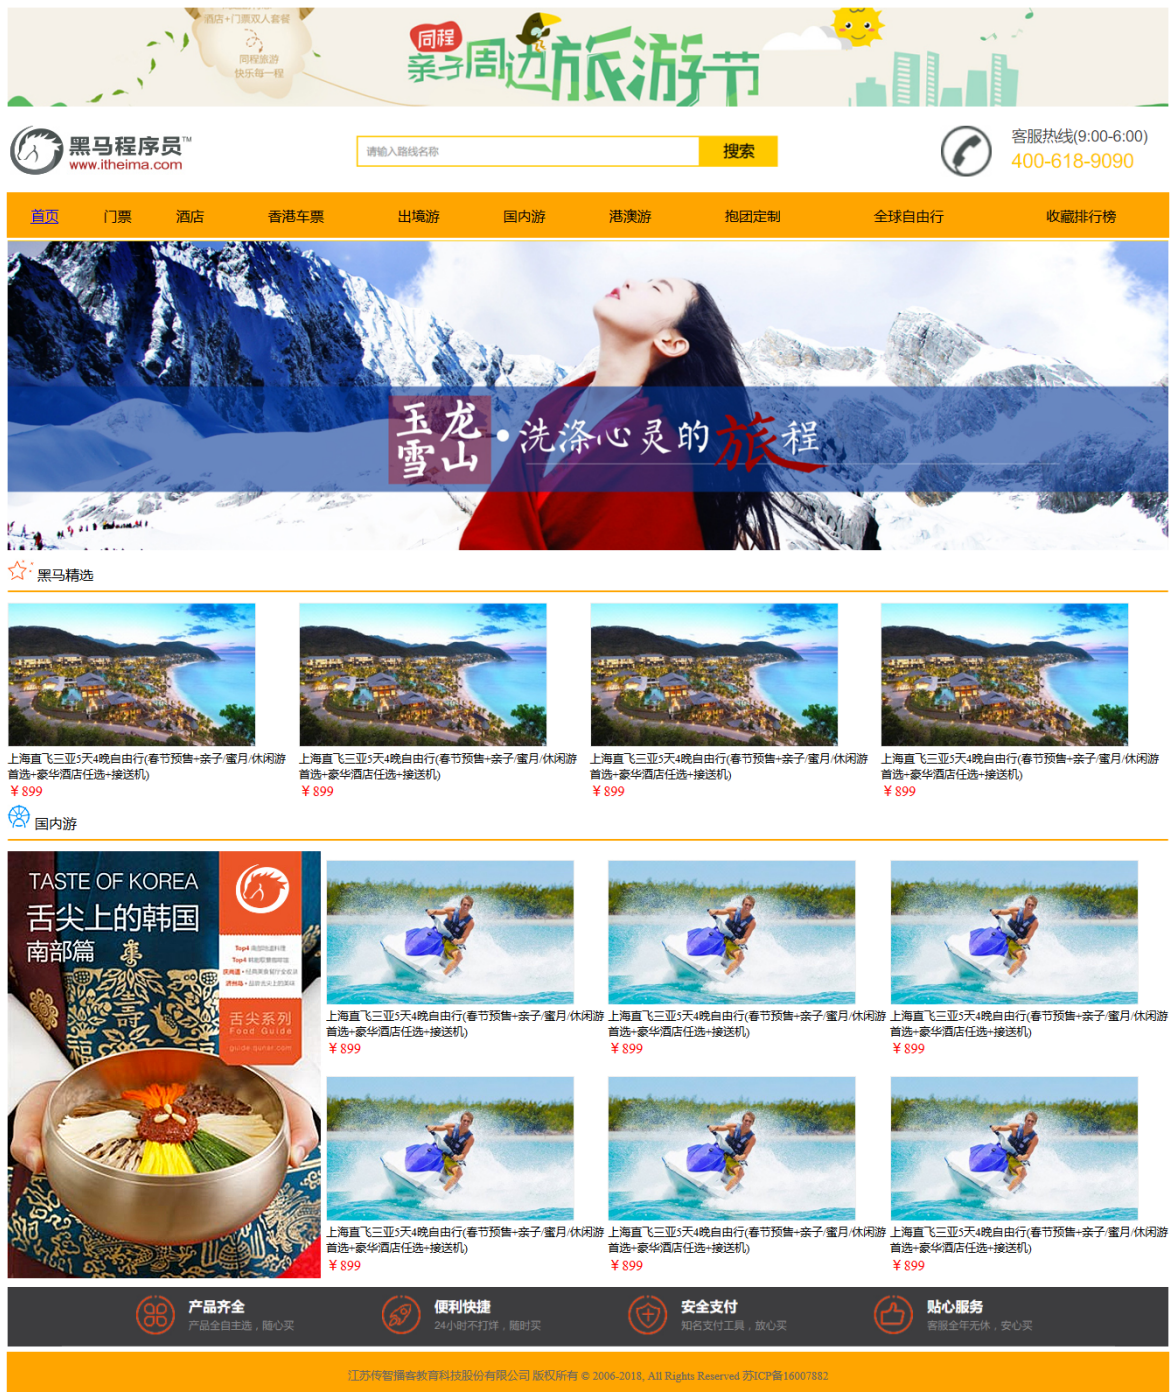 酒店+门票双人套餐
同程旅游
快乐每一程
同程
亲子周边旅游节
黑马程序员™
www.itheima.com
请输入路线名称
搜索
客服热线(9:00-6:00)
400-618-9090
首页 门票 酒店 香港车票 出境游 国内游 港澳游 抱团定制 全球自由行 收藏排行榜
玉龙雪山·洗涤心灵的旅程
黑马精选
上海直飞三亚5天4晚自由行(春节预售+亲子/蜜月/休闲游
首选+豪华酒店任选+接送机)
¥899
上海直飞三亚5天4晚自由行(春节预售+亲子/蜜月/休闲游
首选+豪华酒店任选+接送机)
¥899
上海直飞三亚5天4晚自由行(春节预售+亲子/蜜月/休闲游
首选+豪华酒店任选+接送机)
¥899
上海直飞三亚5天4晚自由行(春节预售+亲子/蜜月/休闲游
首选+豪华酒店任选+接送机)
¥899
国内游
TASTE OF KOREA
舌尖上的韩国
南部篇
舌尖系列
Food Guide
guide.qunar.com
上海直飞三亚5天4晚自由行(春节预售+亲子/蜜月/休闲游
首选+豪华酒店任选+接送机)
¥899
上海直飞三亚5天4晚自由行(春节预售+亲子/蜜月/休闲游
首选+豪华酒店任选+接送机)
¥899
上海直飞三亚5天4晚自由行(春节预售+亲子/蜜月/休闲游
首选+豪华酒店任选+接送机)
¥899
上海直飞三亚5天4晚自由行(春节预售+亲子/蜜月/休闲游
首选+豪华酒店任选+接送机)
¥899
上海直飞三亚5天4晚自由行(春节预售+亲子/蜜月/休闲游
首选+豪华酒店任选+接送机)
¥899
上海直飞三亚5天4晚自由行(春节预售+亲子/蜜月/休闲游
首选+豪华酒店任选+接送机)
¥899
产品齐全
产品全自主选，随心买
便利快捷
24小时不打烊，随时买
安全支付
知名支付工具，放心买
贴心服务
客服全年无休，安心买
江苏传智播客教育科技股份有限公司 版权所有 © 2006-2018, All Rights Reserved 苏ICP备16007882